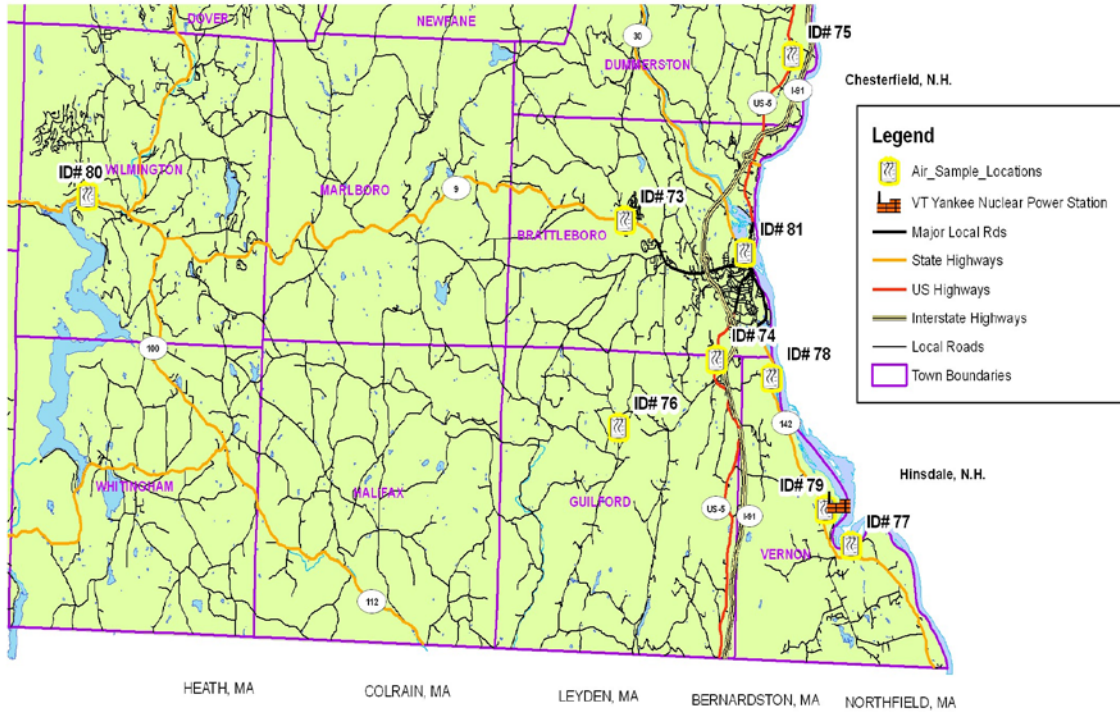 DOVER
NEWFANE
30
ID# 75
DUMMERSTON
Chesterfield, N.H.
US-5
I-91
Legend
Air_Sample_Locations
VT Yankee Nuclear Power Station
Major Local Rds
State Highways
US Highways
Interstate Highways
Local Roads
Town Boundaries
ID# 80
WILMINGTON
MARLBORO
9
ID# 73
BRATTLEBORO
ID# 81
ID# 74
100
ID# 78
ID# 76
142
Hinsdale, N.H.
WHITINGHAM
HALIFAX
GUILFORD
ID# 79
US-5
I-91
ID# 77
VERNON
112
HEATH, MA
COLRAIN, MA
LEYDEN, MA
BERNARDSTON, MA
NORTHFIELD, MA